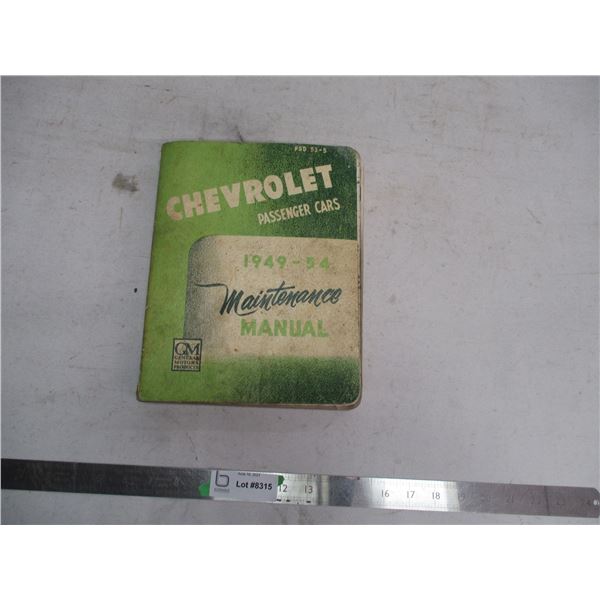 PSD 53-5
CHEVROLET
PASSENGER CARS
1949-54
Maintenance
MANUAL
GM
GENERAL
MOTORS
PRODUCTS
Lot #8315
12 13 16 17 18